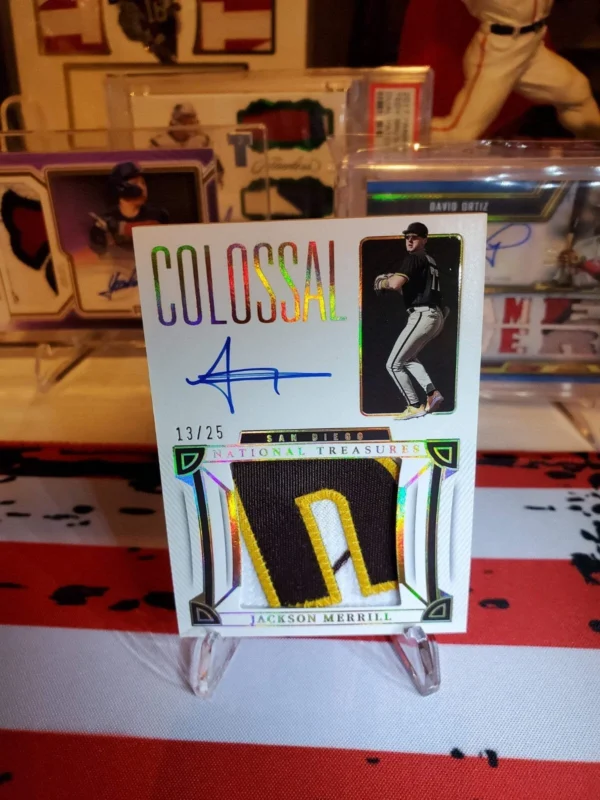 DAVID ORTIZ
COLOSSAL
13/25
SAN DIEGO
NATIONAL TREASURES
JACKSON MERRILL